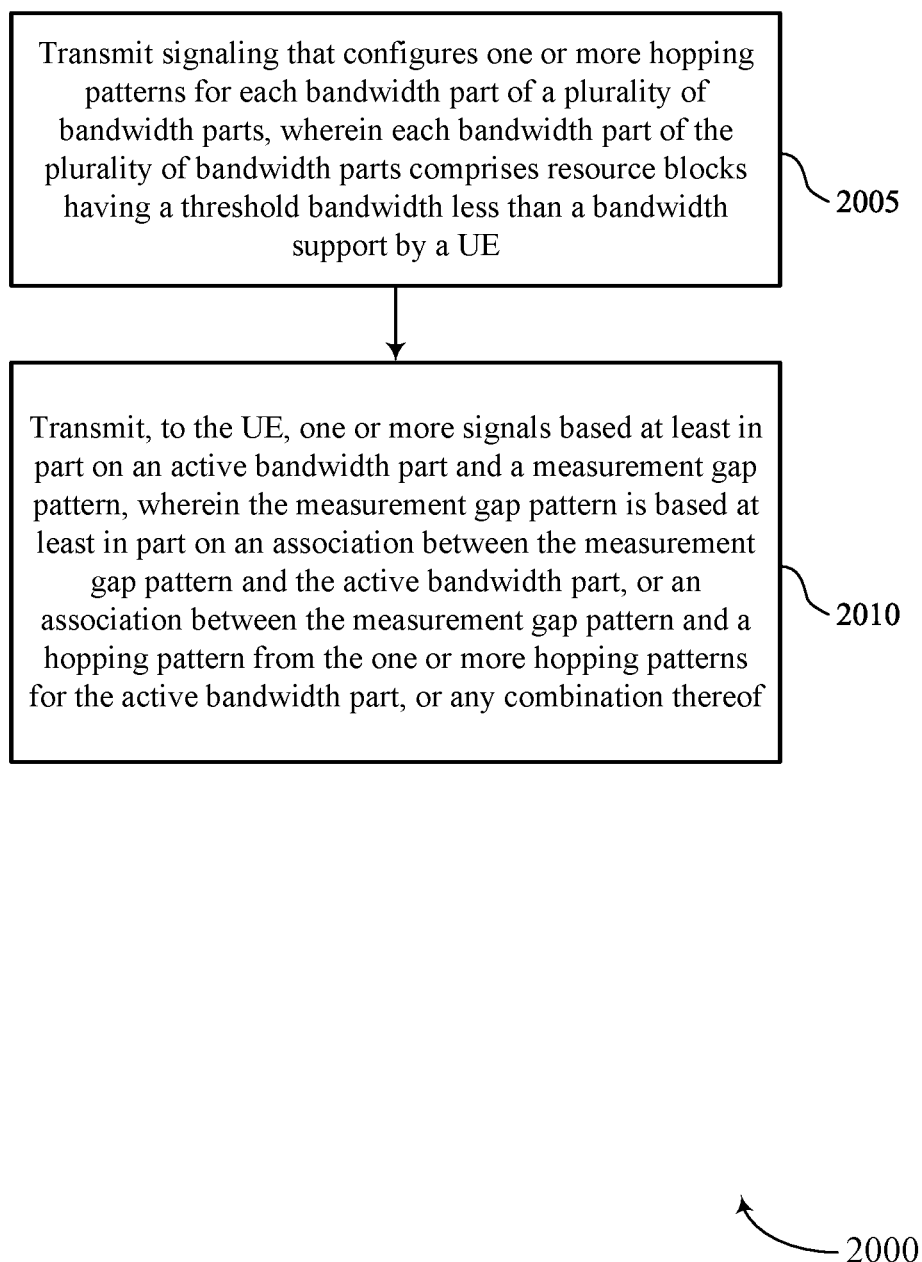 Transmit signaling that configures one or more hopping
patterns for each bandwidth part of a plurality of
bandwidth parts, wherein each bandwidth part of the
plurality of bandwidth parts comprises resource blocks
having a threshold bandwidth less than a bandwidth
support by a UE
2005
Transmit, to the UE, one or more signals based at least in
part on an active bandwidth part and a measurement gap
pattern, wherein the measurement gap pattern is based at
least in part on an association between the measurement
gap pattern and the active bandwidth part, or an
association between the measurement gap pattern and a
hopping pattern from the one or more hopping patterns
for the active bandwidth part, or any combination thereof
2010
2000